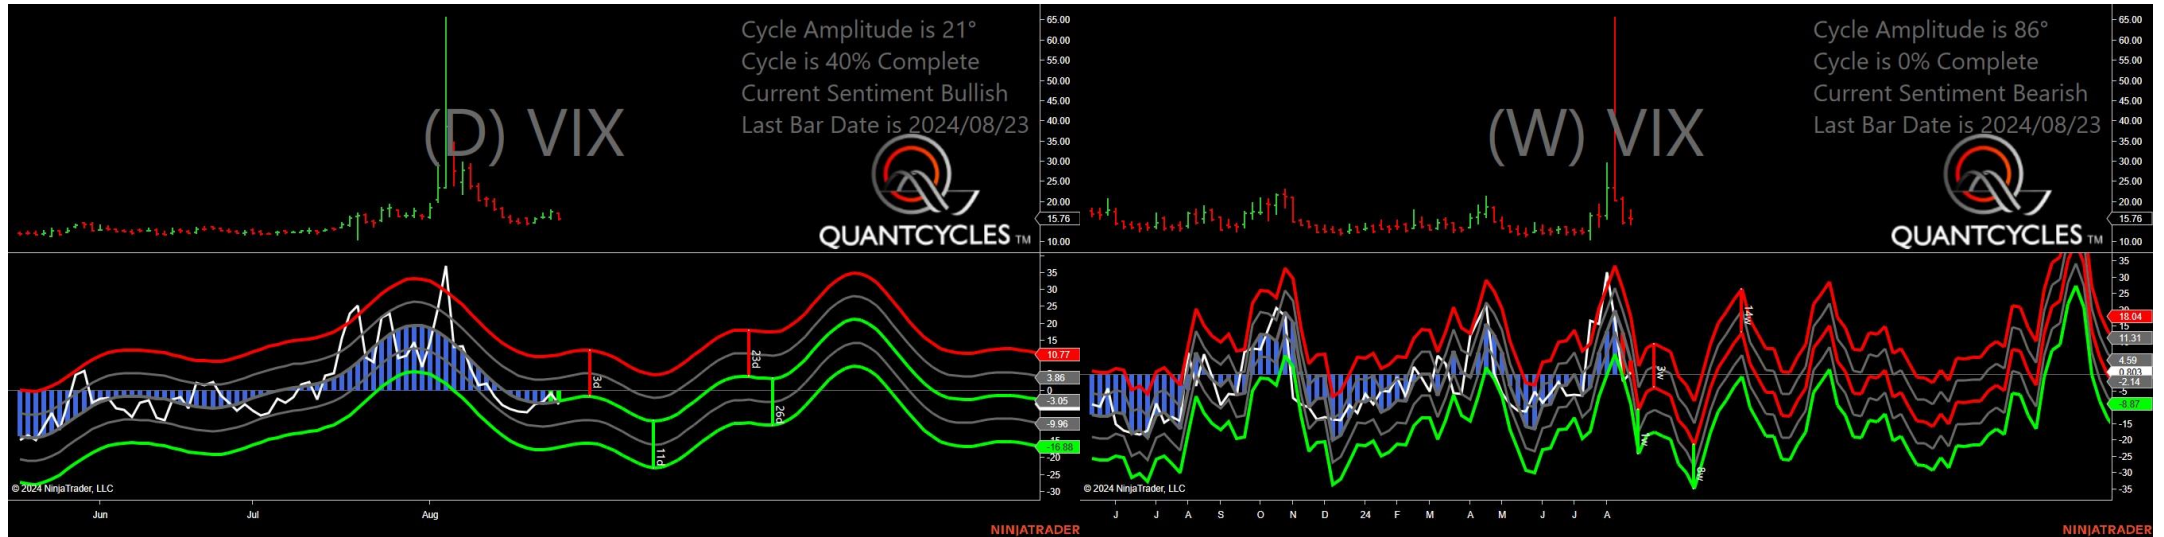 Cycle Amplitude is 21°
Cycle is 40% Complete
Current Sentiment Bullish
Last Bar Date is 2024/08/23
(D) VIX
QUANTCYCLES TM
65.00
60.00
55.00
50.00
45.00
40.00
35.00
30.00
25.00
20.00
15.76
10.00
35
30
25
20
15
10.77
3.86
0
-3.05
-9.96
-16.88
-20
-25
-30
3d
11d
23d
26d
© 2024 NinjaTrader, LLC
Jun Jul Aug
NINJATRADER
Cycle Amplitude is 86°
Cycle is 0% Complete
Current Sentiment Bearish
Last Bar Date is 2024/08/23
(W) VIX
QUANTCYCLES TM
65.00
60.00
55.00
50.00
45.00
40.00
35.00
30.00
25.00
20.00
15.76
10.00
35
30
25
18.04
15
11.31
4.59
0.803
-2.14
-5
-8.87
-15
-20
-25
-30
-35
3w
1w
8w
14w
© 2024 NinjaTrader, LLC
J J A S O N D 24 F M A M J J A
NINJATRADER